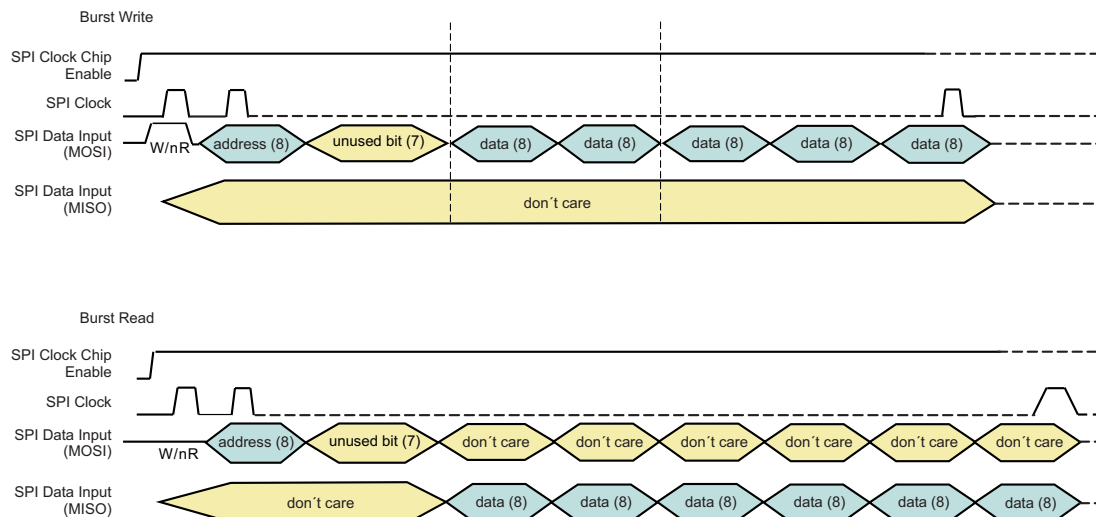 Burst Write
SPI Clock Chip
Enable
SPI Clock
SPI Data Input
(MOSI)
W/nR
address (8)
unused bit (7)
data (8)
data (8)
data (8)
data (8)
data (8)
SPI Data Input
(MISO)
don´t care
Burst Read
SPI Clock Chip
Enable
SPI Clock
SPI Data Input
(MOSI)
W/nR
address (8)
unused bit (7)
don´t care
don´t care
don´t care
don´t care
don´t care
don´t care
SPI Data Input
(MISO)
don´t care
data (8)
data (8)
data (8)
data (8)
data (8)
data (8)